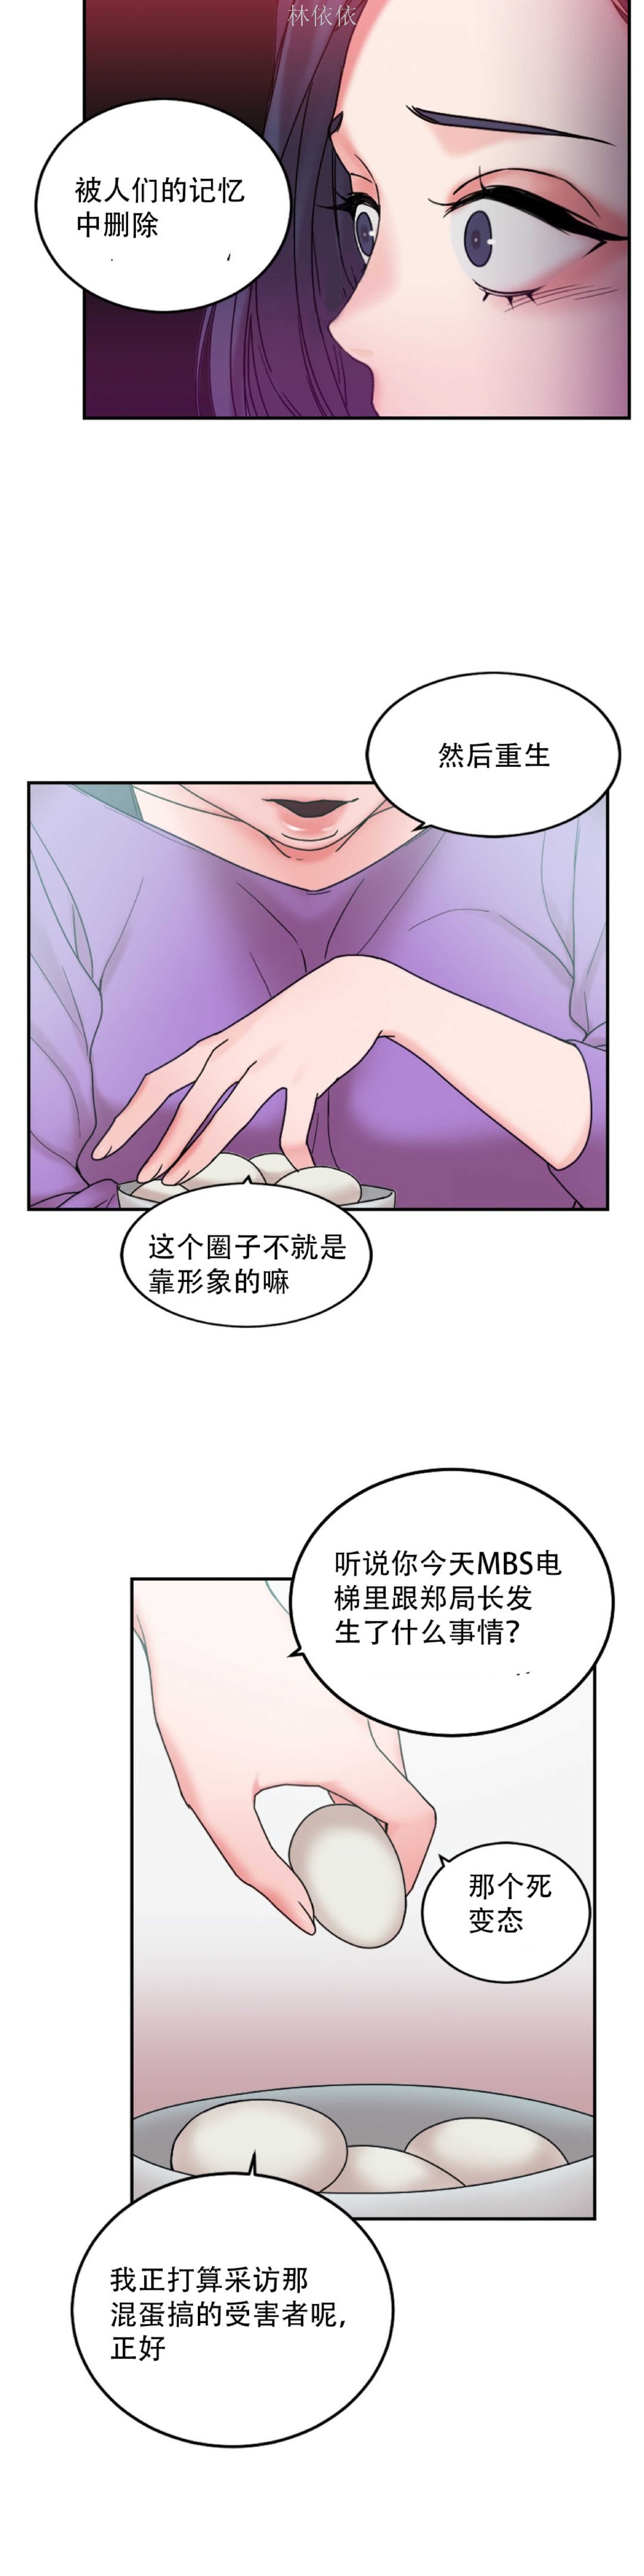 林依依
被人们的记忆
中删除
然后重生
这个圈子不就是
靠形象的嘛
听说你今天MBS电
梯里跟郑局长发
生了什么事情?
那个死
变态
我正打算采访那
混蛋搞的受害者呢,
正好